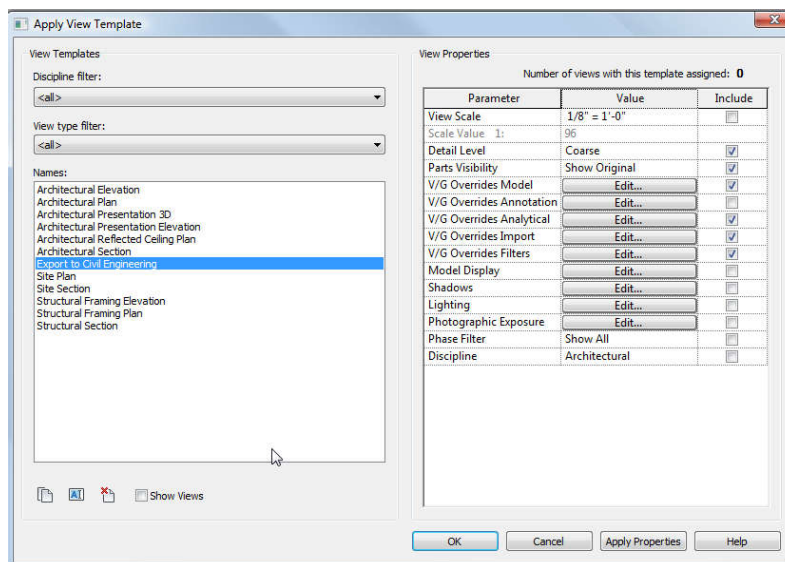 Apply View Template
View Templates
Discipline filter:
<all>
View type filter:
<all>
Names:
Architectural Elevation
Architectural Plan
Architectural Presentation 3D
Architectural Presentation Elevation
Architectural Reflected Ceiling Plan
Architectural Section
Export to Civil Engineering
Site Plan
Site Section
Structural Framing Elevation
Structural Framing Plan
Structural Section
AI
Show Views
View Properties
Number of views with this template assigned: 0
Parameter Value Include
View Scale 1/8" = 1'-0"
Scale Value 1: 96
Detail Level Coarse
Parts Visibility Show Original
V/G Overrides Model Edit...
V/G Overrides Annotation Edit...
V/G Overrides Analytical Edit...
V/G Overrides Import Edit...
V/G Overrides Filters Edit...
Model Display Edit...
Shadows Edit...
Lighting Edit...
Photographic Exposure Edit...
Phase Filter Show All
Discipline Architectural
OK Cancel Apply Properties Help